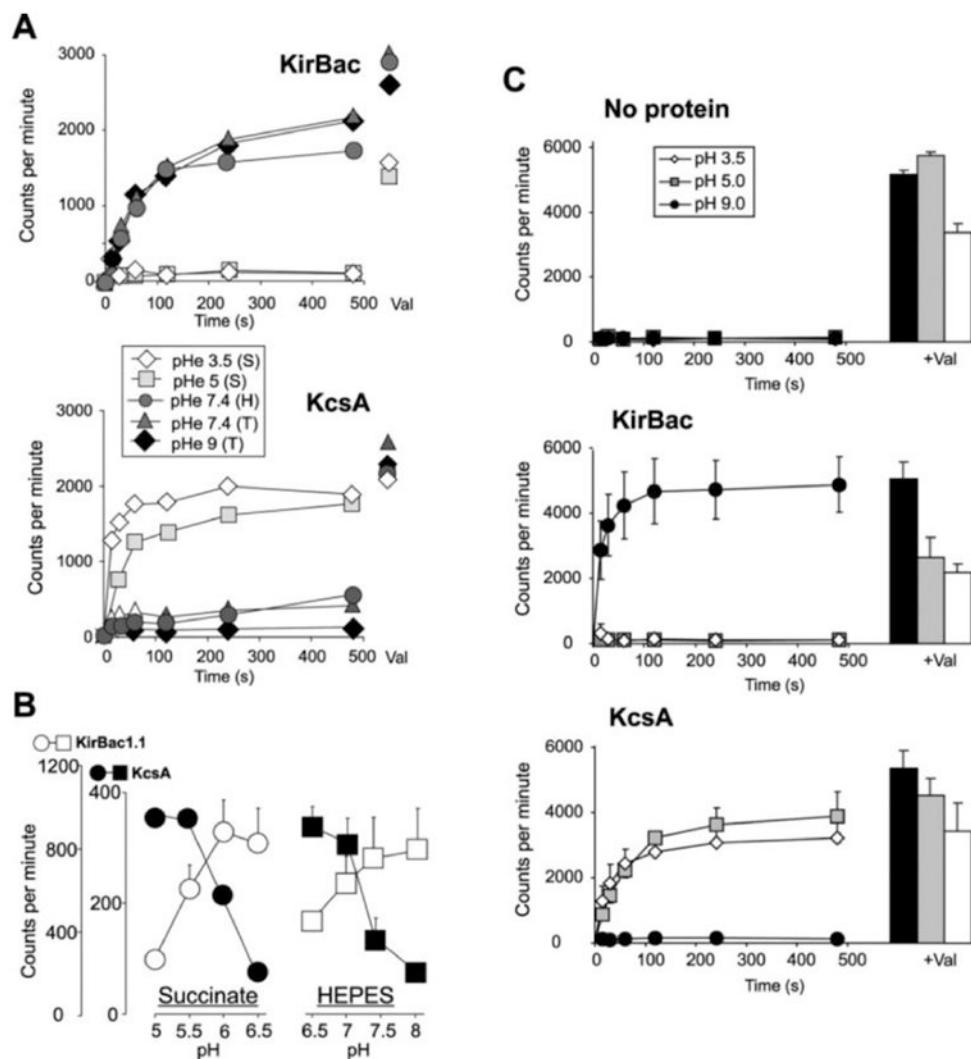 A
KirBac
Counts per minute
3000
2000
1000
0
0 100 200 300 400 500 Val
Time (s)
pHe 3.5 (S)
pHe 5 (S)
pHe 7.4 (H)
pHe 7.4 (T)
pHe 9 (T)
KcsA
Counts per minute
3000
2000
1000
0
0 100 200 300 400 500 Val
Time (s)
B
KirBac1.1
KcsA
Counts per minute
1200
800
400
0
400
200
0
Succinate
HEPES
5 5.5 6 6.5
pH
6.5 7 7.5 8
pH
C
No protein
pH 3.5
pH 5.0
pH 9.0
Counts per minute
6000
4000
2000
0
0 100 200 300 400 500
Time (s)
+Val
KirBac
Counts per minute
6000
4000
2000
0
0 100 200 300 400 500
Time (s)
+Val
KcsA
Counts per minute
6000
4000
2000
0
0 100 200 300 400 500
Time (s)
+Val